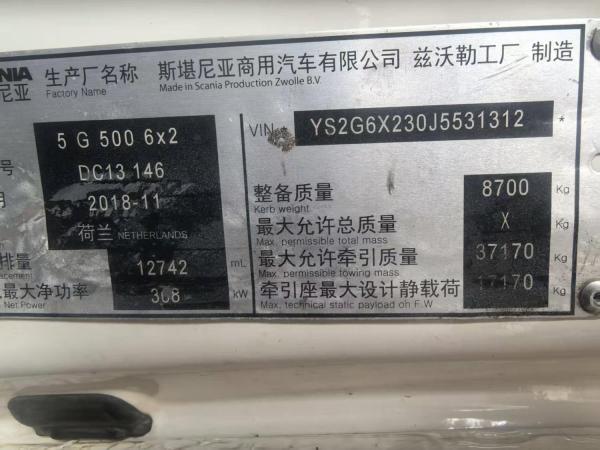 NIA 生产厂名称 斯堪尼亚商用汽车有限公司 兹沃勒工厂 制造
尼亚 Factory Name Made in Scania Production Zwolle B.V.
5 G 500 6x2
VIN YS2G6X230J5531312 *
号 DC13 146
月 2018-11
整备质量 8700 Kg
Kerb weight
荷兰 NETHERLANDS
最大允许总质量 X Kg
Max. permissible total mass
排量 12742 mL
acement
最大允许牵引质量 37170 Kg
Max. permissible towing mass
最大净功率 368 kW
Net Power
牵引座最大设计静载荷 17170 Kg
Max. technical static payload on F.W